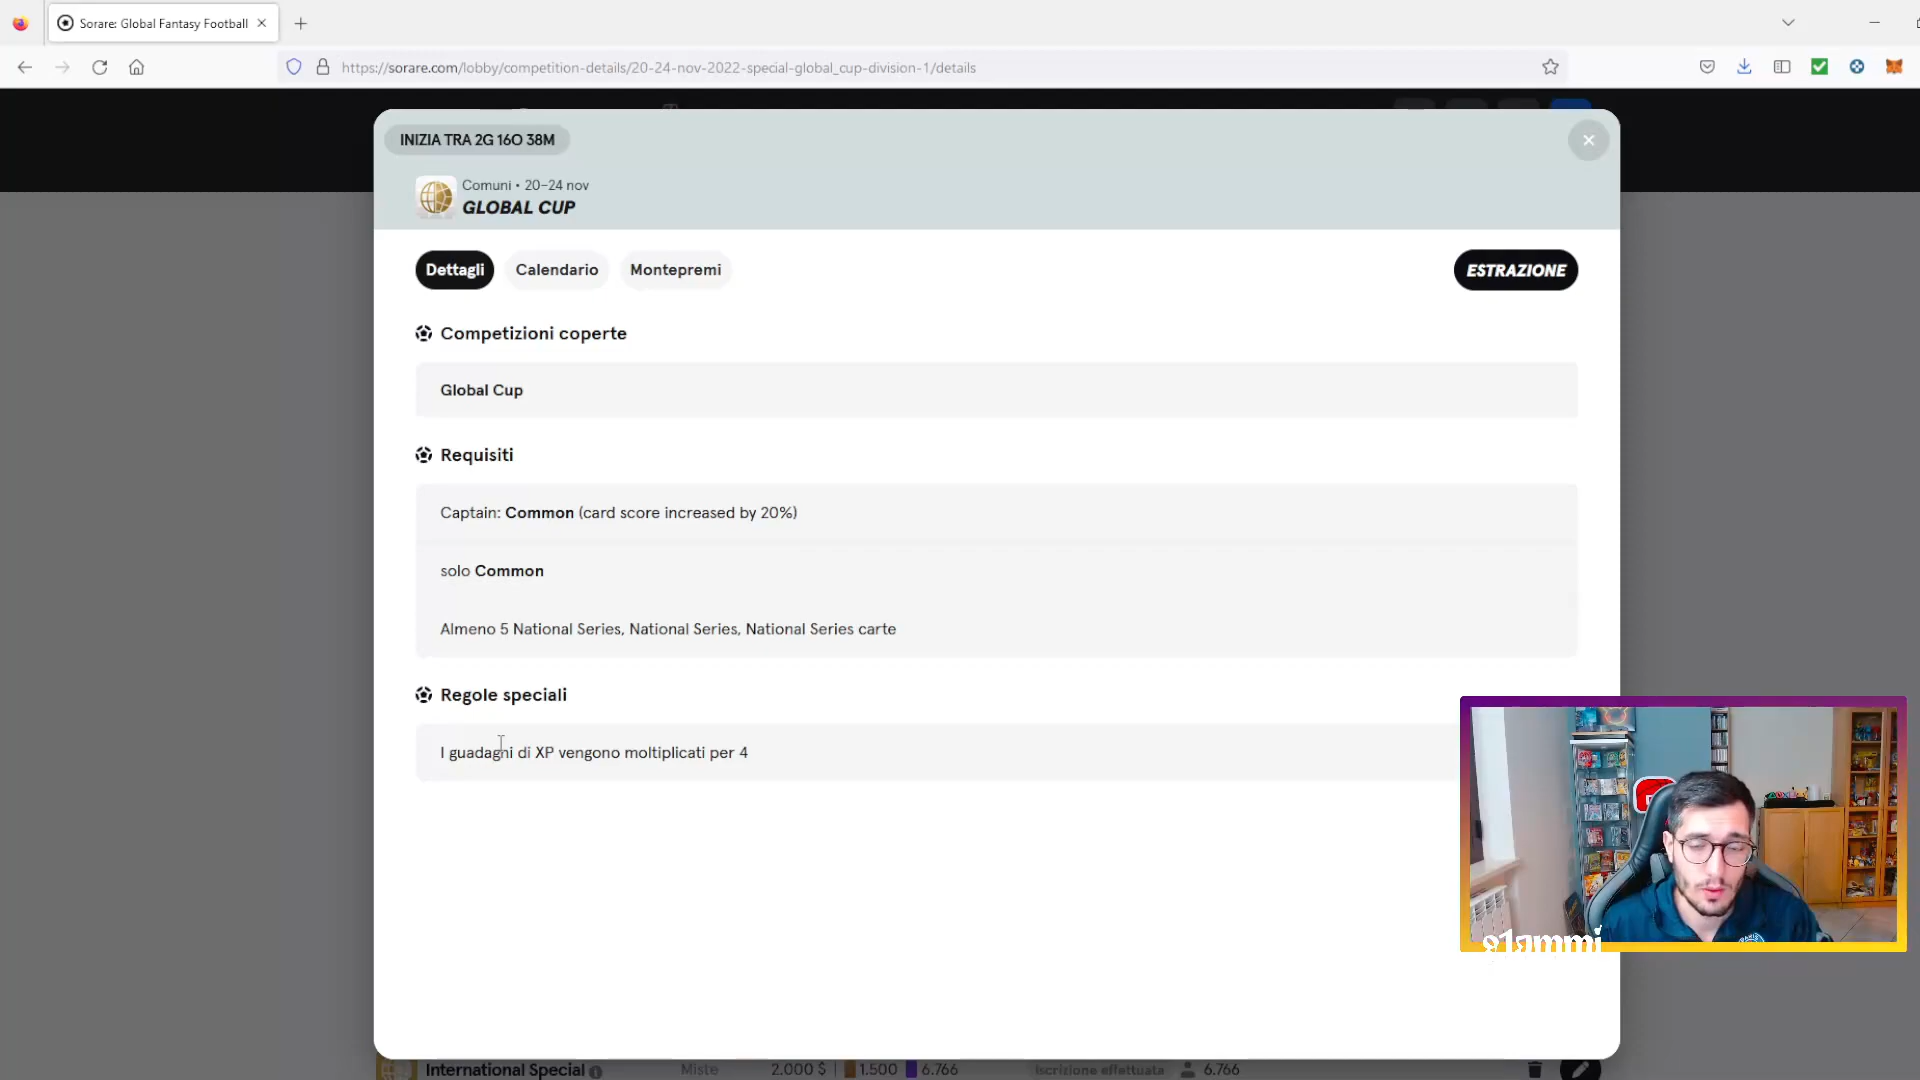 Sorare: Global Fantasy Football
https://sorare.com/lobby/competition-details/20-24-nov-2022-special-global_cup-division-1/details
INIZIA TRA 2G 16O 38M
Comuni • 20–24 nov
GLOBAL CUP
Dettagli
Calendario
Montepremi
ESTRAZIONE
Competizioni coperte
Global Cup
Requisiti
Captain: Common (card score increased by 20%)
solo Common
Almeno 5 National Series, National Series, National Series carte
Regole speciali
I guadagni di XP vengono moltiplicati per 4
g1ammi
International Special Miste 2.000 $ 1.500 6.766 Iscrizione effettuata 6.766